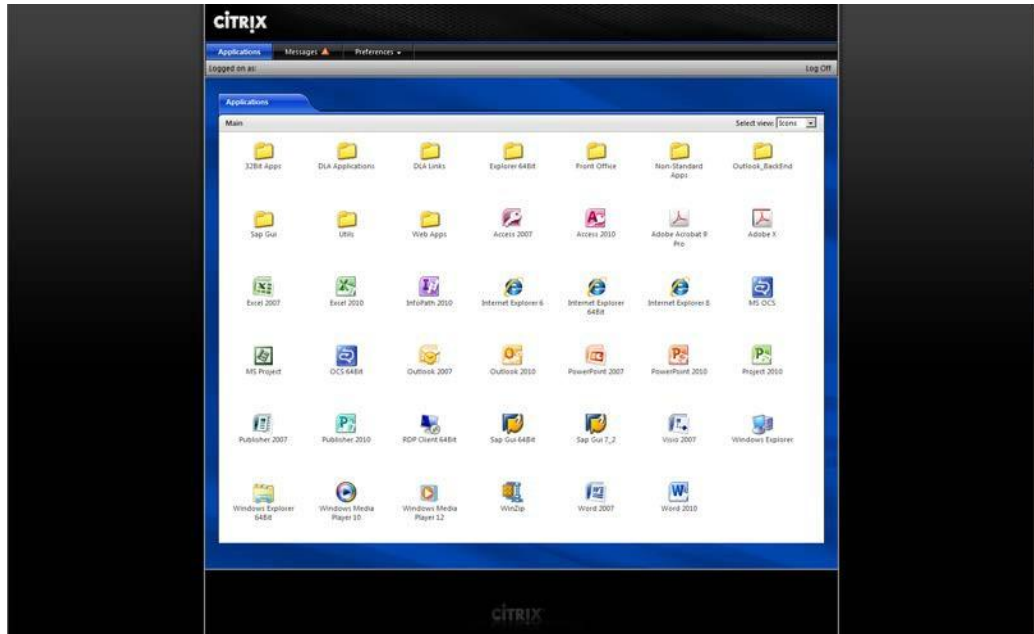 CİTRIX
Applications Messages Preferences
Logged on as: Log Off
Applications
Main Select view: Icons
32Bit Apps DLA Applications DLA Links Explorer 64Bit Front Office Non-Standard Apps Outlook_BackEnd
Sap Gui Utils Web Apps Access 2007 Access 2010 Adobe Acrobat 9 Pro Adobe X
Excel 2007 Excel 2010 InfoPath 2010 Internet Explorer 6 Internet Explorer 64Bit Internet Explorer 8 MS OCS
MS Project OCS 64Bit Outlook 2007 Outlook 2010 PowerPoint 2007 PowerPoint 2010 Project 2010
Publisher 2007 Publisher 2010 RDP Client 64Bit Sap Gui 64Bit Sap Gui 7_2 Visio 2007 Windows Explorer
Windows Explorer 64Bit Windows Media Player 10 Windows Media Player 12 WinZip Word 2007 Word 2010
CİTRIX